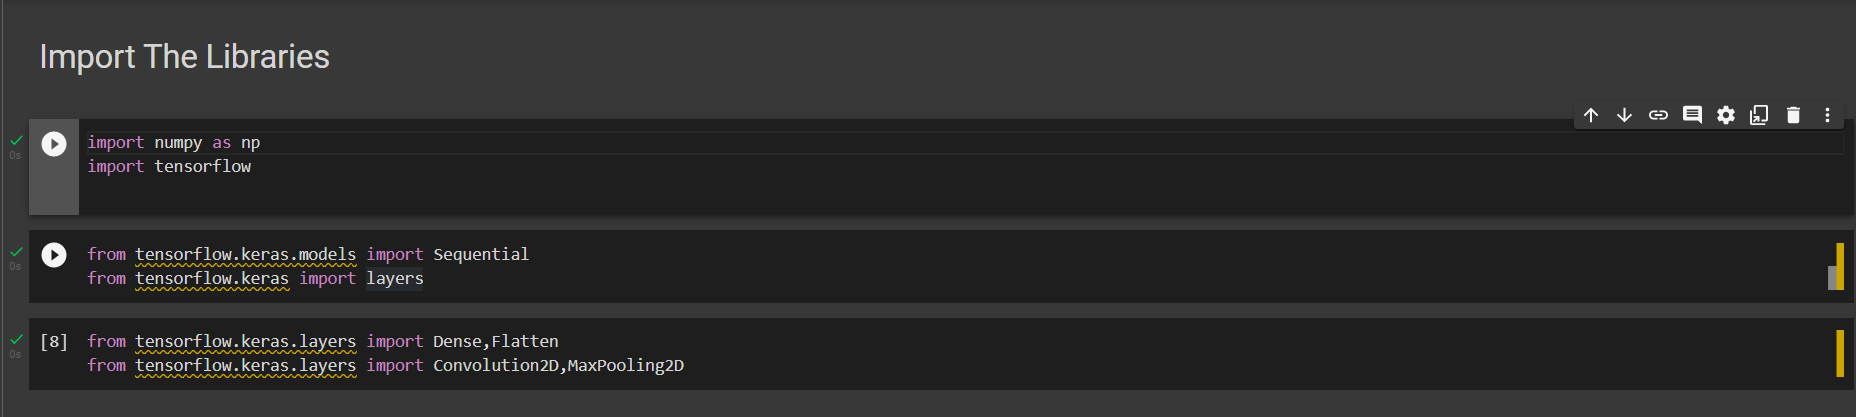 Import The Libraries
0s
import numpy as np
import tensorflow
0s
from tensorflow.keras.models import Sequential
from tensorflow.keras import layers
0s
[8]
from tensorflow.keras.layers import Dense,Flatten
from tensorflow.keras.layers import Convolution2D,MaxPooling2D